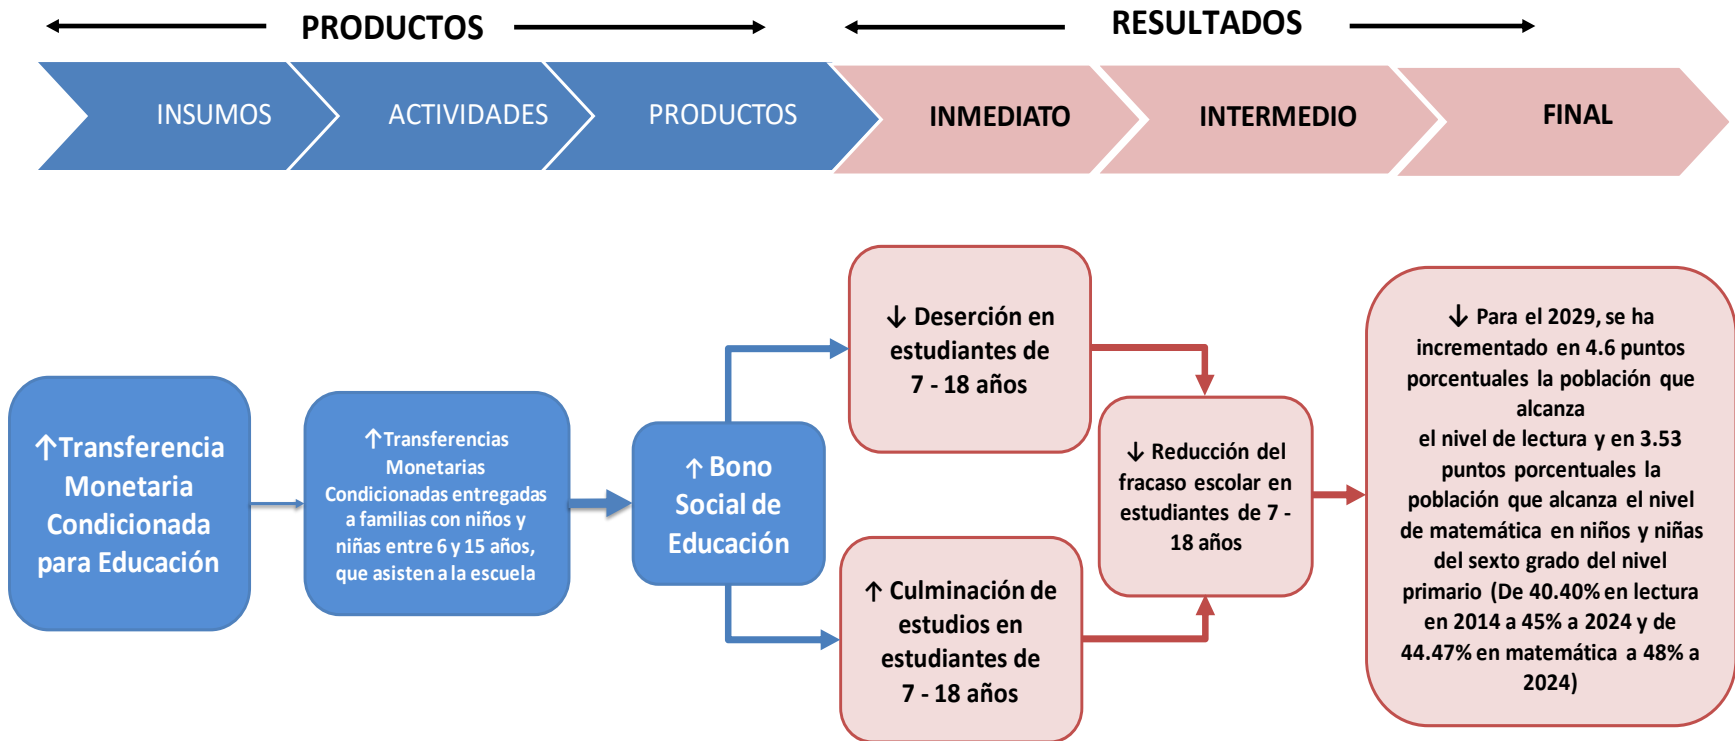 PRODUCTOS
RESULTADOS
INSUMOS
ACTIVIDADES
PRODUCTOS
INMEDIATO
INTERMEDIO
FINAL
↑Transferencia
Monetaria
Condicionada
para Educación
↑Transferencias
Monetarias
Condicionadas entregadas
a familias con niños y
niñas entre 6 y 15 años,
que asisten a la escuela
↑ Bono
Social de
Educación
↓ Deserción en
estudiantes de
7 - 18 años
↑ Culminación de
estudios en
estudiantes de
7 - 18 años
↓ Reducción del
fracaso escolar en
estudiantes de 7 -
18 años
↓ Para el 2029, se ha
incrementado en 4.6 puntos
porcentuales la población que
alcanza
el nivel de lectura y en 3.53
puntos porcentuales la
población que alcanza el nivel
de matemática en niños y niñas
del sexto grado del nivel
primario (De 40.40% en lectura
en 2014 a 45% a 2024 y de
44.47% en matemática a 48% a
2024)